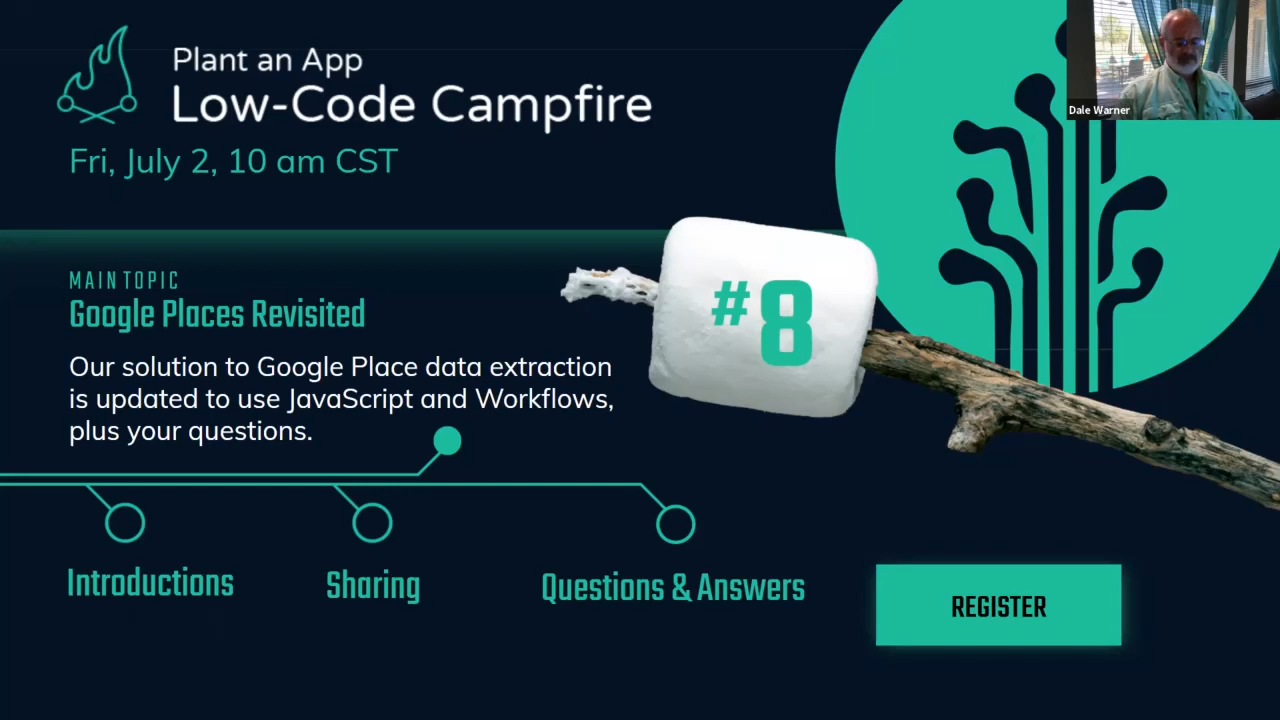 Plant an App
Low-Code Campfire
Fri, July 2, 10 am CST
Dale Warner
MAIN TOPIC
Google Places Revisited
Our solution to Google Place data extraction
is updated to use JavaScript and Workflows,
plus your questions.
#8
Introductions
Sharing
Questions & Answers
REGISTER